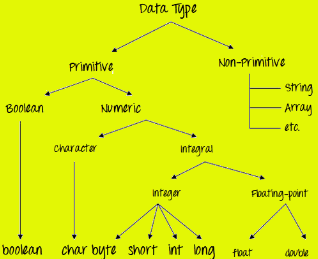 Data Type
Primitive Non-Primitive
String
Boolean Numeric Array
etc.
Character Integral
Integer Floating-point
boolean char byte short int long float double